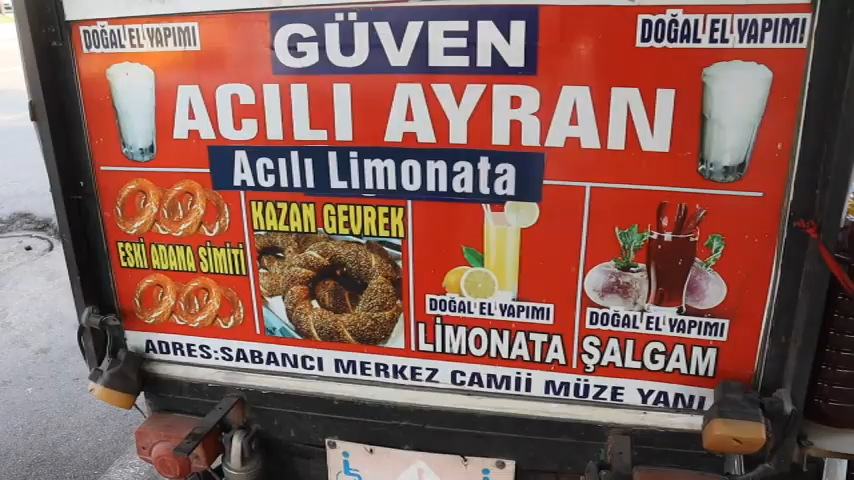 DOĞAL EL YAPIMI
GÜVEN
DOĞAL EL YAPIMI
ACILI AYRAN
Acılı Limonata
ESKİ ADANA SİMİTİ
KAZAN GEVREK
DOĞAL EL YAPIMI
LİMONATA
DOĞAL EL YAPIMI
ŞALGAM
ADRES:SABANCI MERKEZ CAMİİ MÜZE YANI